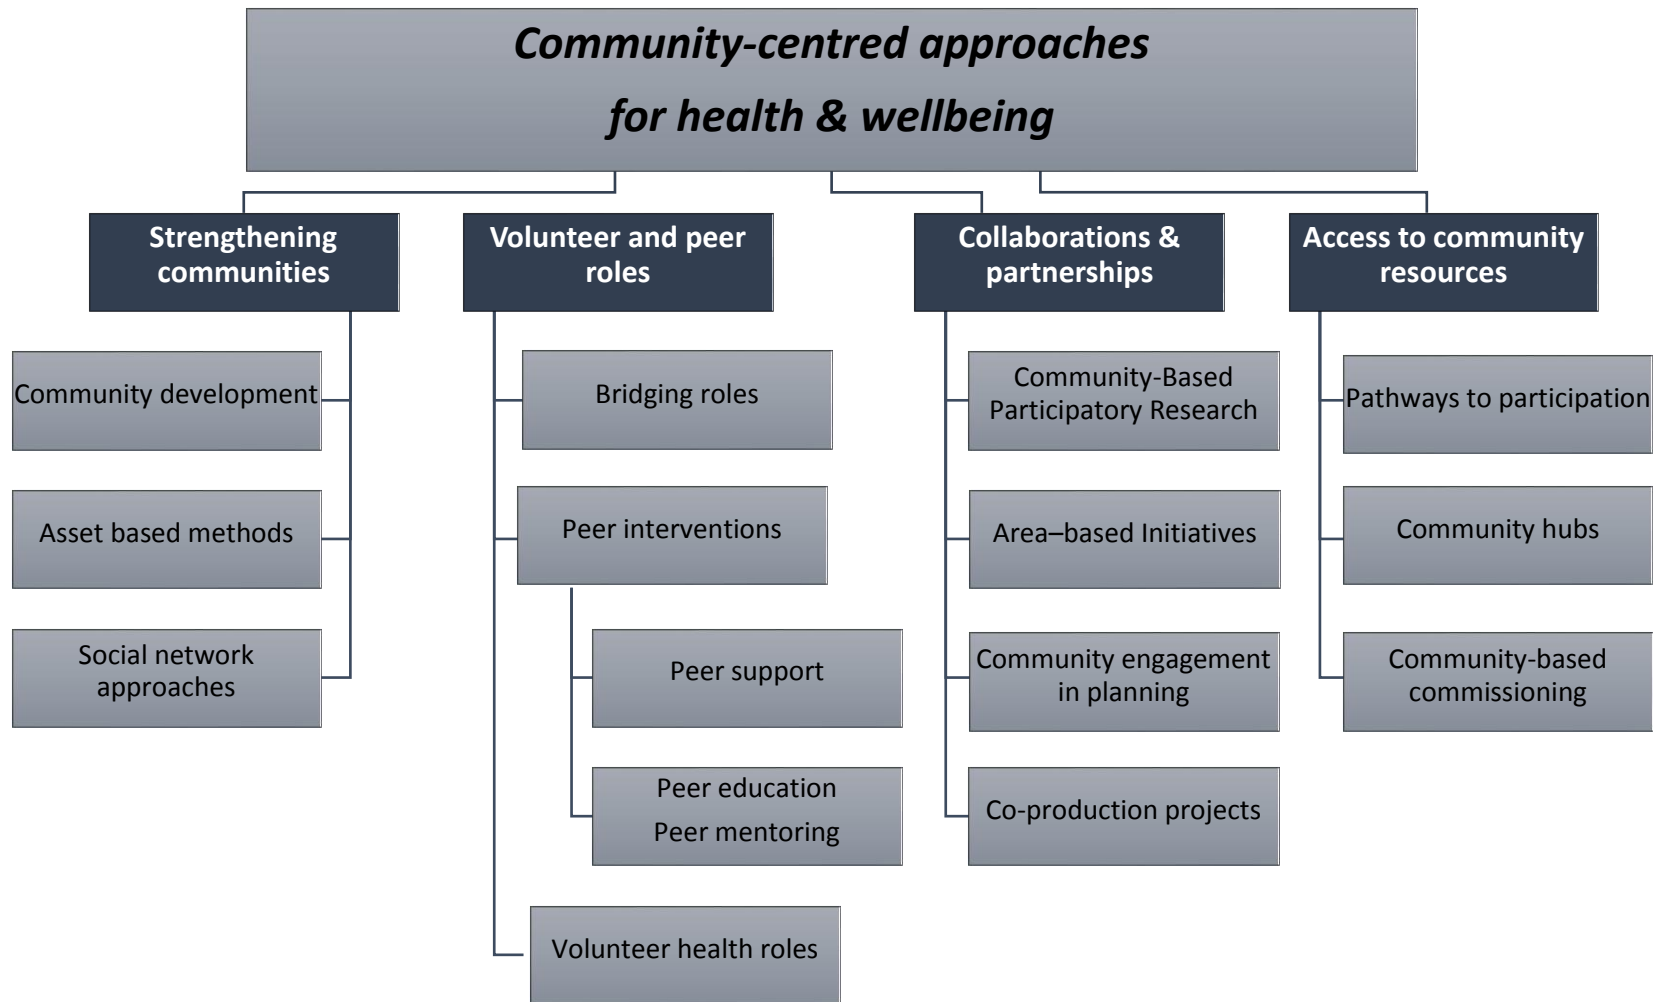 Community-centred approaches
for health & wellbeing
Strengthening
communities
Community development
Asset based methods
Social network
approaches
Volunteer and peer
roles
Bridging roles
Peer interventions
Peer support
Peer education
Peer mentoring
Volunteer health roles
Collaborations &
partnerships
Community-Based
Participatory Research
Area–based Initiatives
Community engagement
in planning
Co-production projects
Access to community
resources
Pathways to participation
Community hubs
Community-based
commissioning